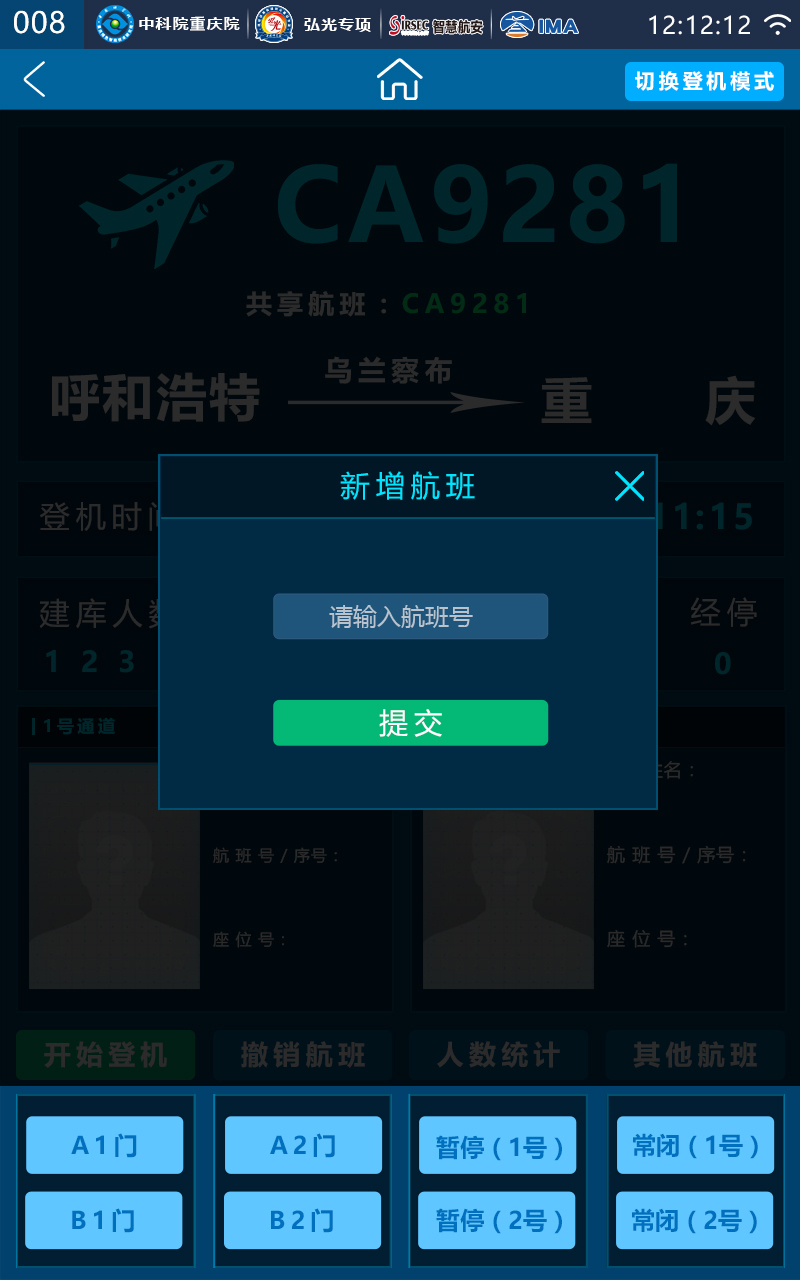 008 中科院重庆院 弘光专项 SiRSEC 智慧航安 IMA 12:12:12
切换登机模式
CA9281
共享航班：CA9281
呼和浩特 乌兰察布 重 庆
新增航班
登机时间 11:15
请输入航班号
建库人数 经停
1 2 3 0
提交
1号通道
姓名：
航班号/序号： 航班号/序号：
座位号： 座位号：
开始登机 撤销航班 人数统计 其他航班
A1门 A2门 暂停（1号） 常闭（1号）
B1门 B2门 暂停（2号） 常闭（2号）